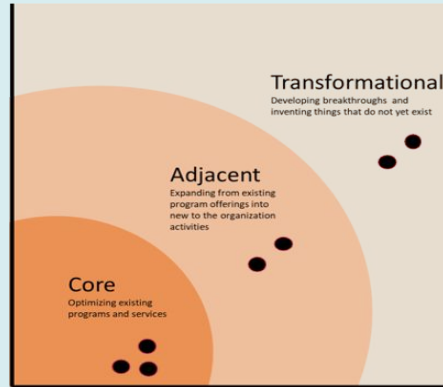 Transformational
Developing breakthroughs and
inventing things that do not yet exist
Adjacent
Expanding from existing
program offerings into
new to the organization
activities
Core
Optimizing existing
programs and services